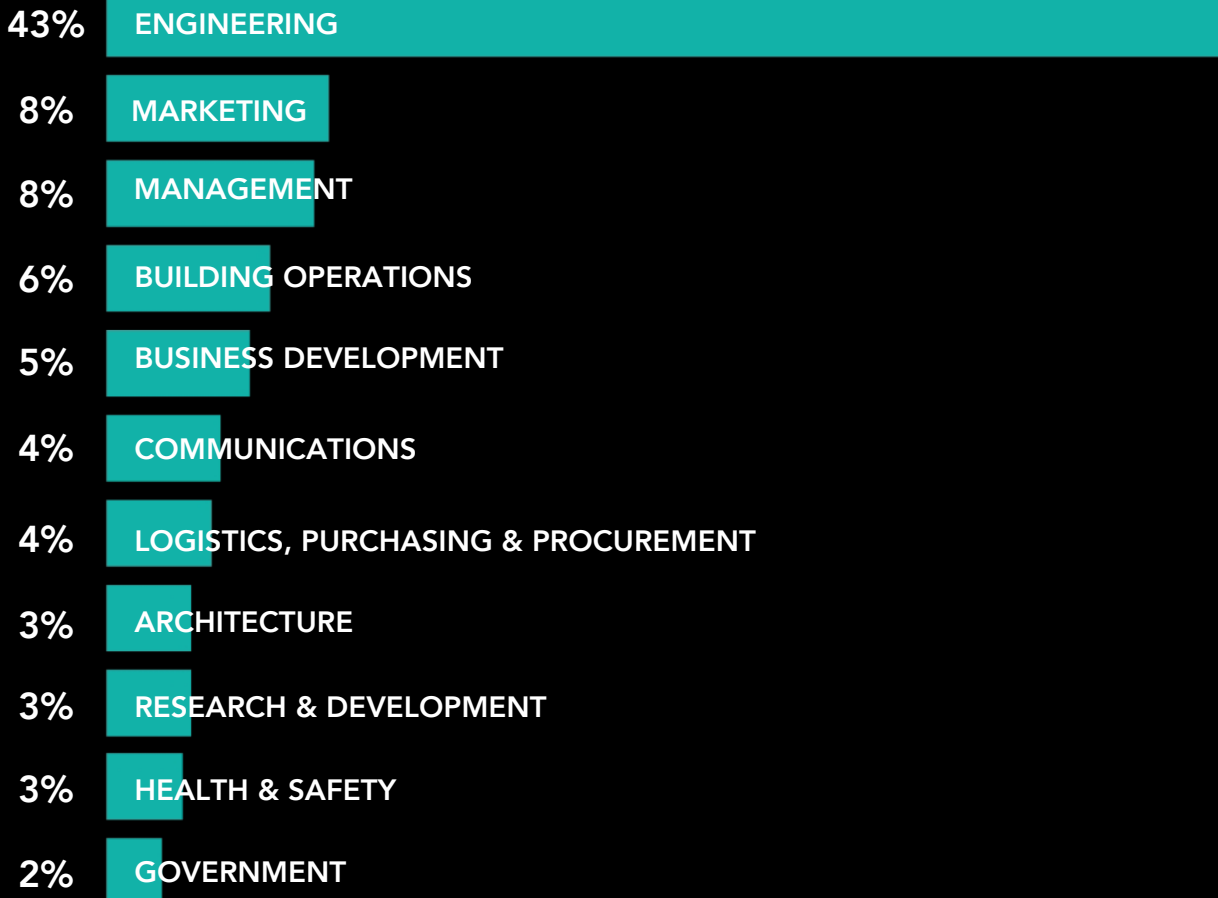 43% ENGINEERING
8% MARKETING
8% MANAGEMENT
6% BUILDING OPERATIONS
5% BUSINESS DEVELOPMENT
4% COMMUNICATIONS
4% LOGISTICS, PURCHASING & PROCUREMENT
3% ARCHITECTURE
3% RESEARCH & DEVELOPMENT
3% HEALTH & SAFETY
2% GOVERNMENT